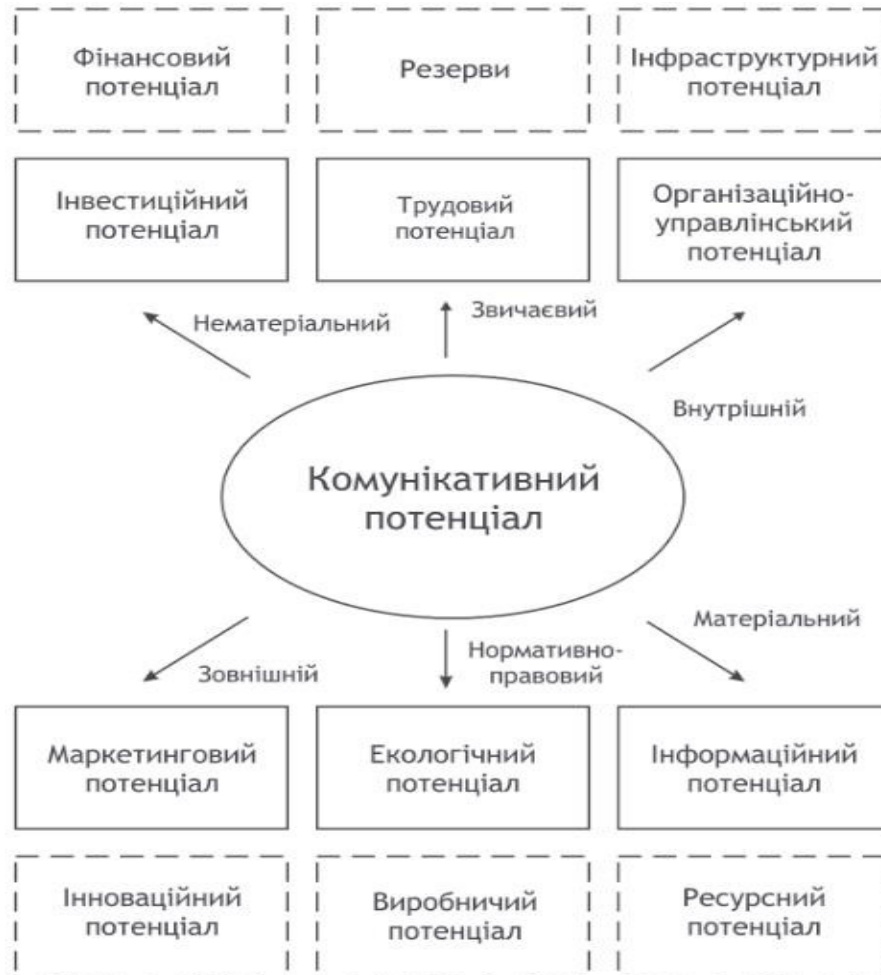 Фінансовий
потенціал
Резерви
Інфраструктурний
потенціал
Інвестиційний
потенціал
Трудовий
потенціал
Організаційно-
управлінський
потенціал
Нематеріальний
Звичаєвий
Внутрішній
Комунікативний
потенціал
Зовнішній
Нормативно-
правовий
Матеріальний
Маркетинговий
потенціал
Екологічний
потенціал
Інформаційний
потенціал
Інноваційний
потенціал
Виробничий
потенціал
Ресурсний
потенціал